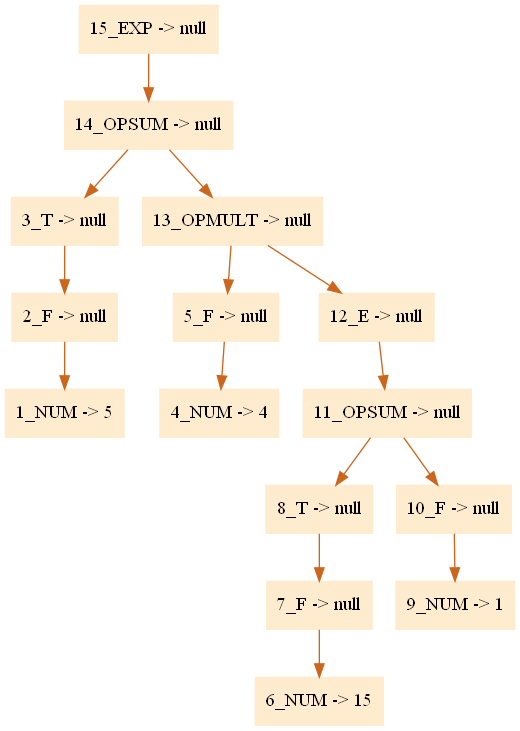 15_EXP -> null
14_OPSUM -> null
3_T -> null
13_OPMULT -> null
2_F -> null
5_F -> null
12_E -> null
1_NUM -> 5
4_NUM -> 4
11_OPSUM -> null
8_T -> null
10_F -> null
7_F -> null
9_NUM -> 1
6_NUM -> 15